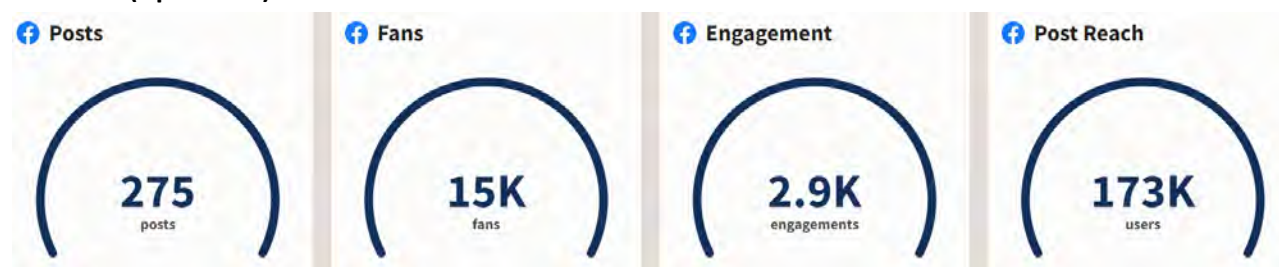 Posts
275
posts
Fans
15K
fans
Engagement
2.9K
engagements
Post Reach
173K
users